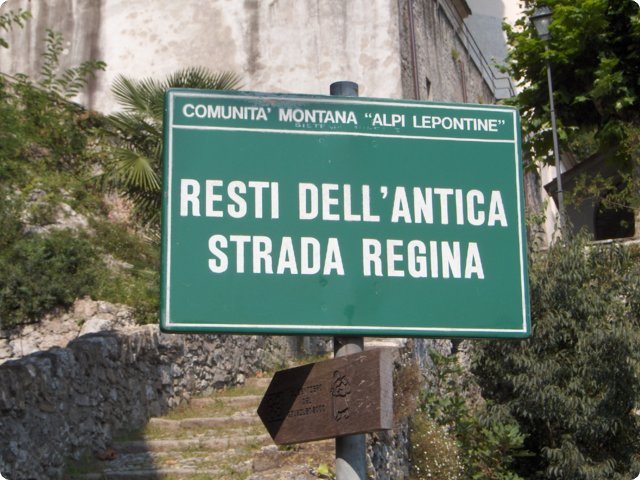 COMUNITA' MONTANA "ALPI LEPONTINE"
RESTI DELL'ANTICA
STRADA REGINA